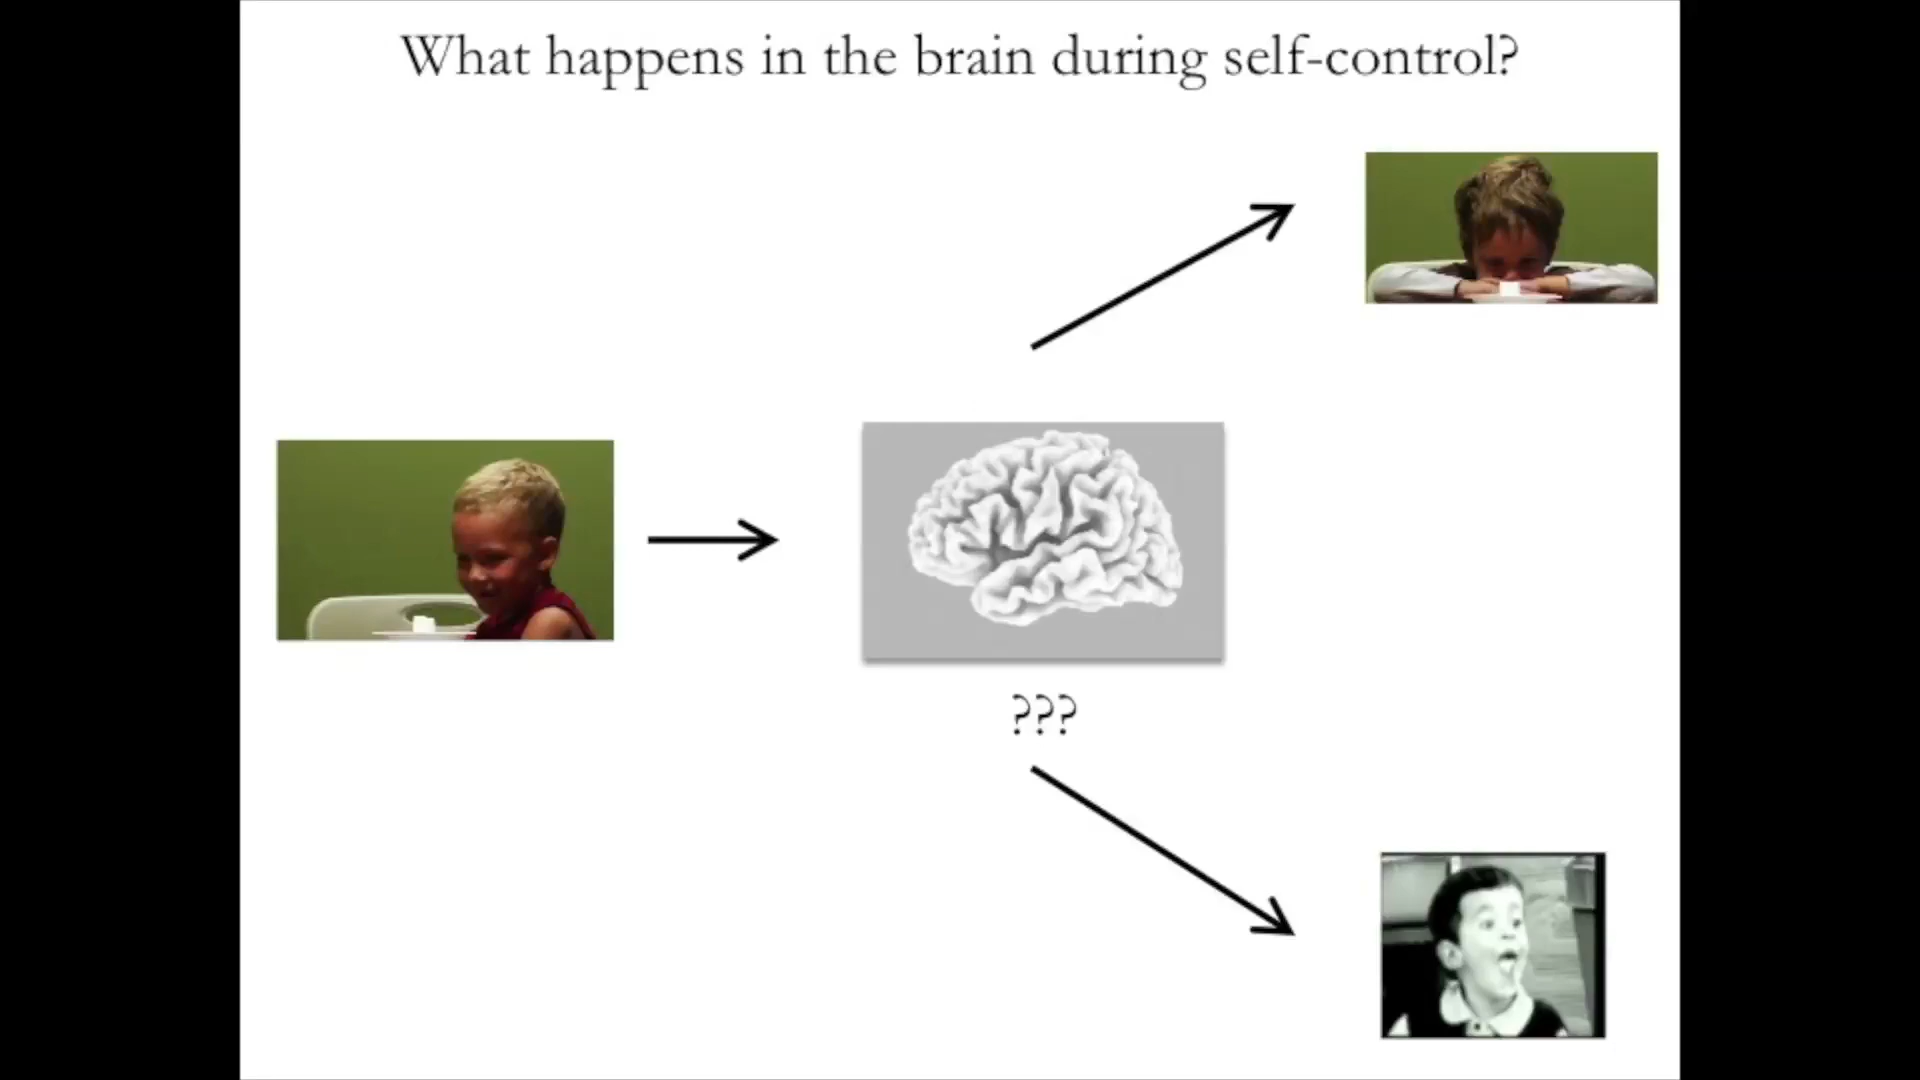 What happens in the brain during self-control?
???